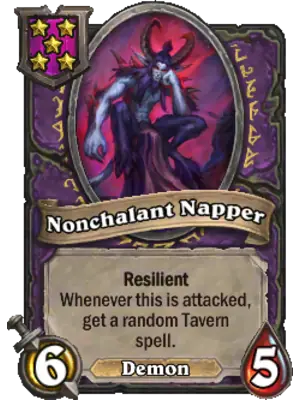 Nonchalant Napper
Resilient
Whenever this is attacked,
get a random Tavern
spell.
6
Demon
5